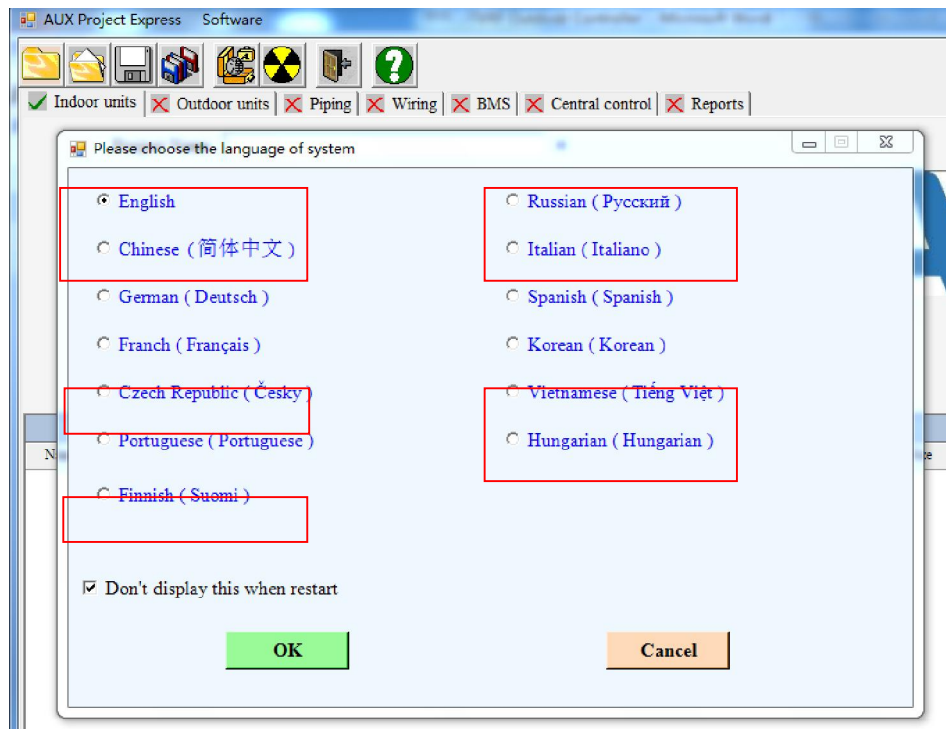 AUX Project Express Software
Indoor units Outdoor units Piping Wiring BMS Central control Reports
Please choose the language of system
English
Russian ( Русский )
Chinese ( 简体中文 )
Italian ( Italiano )
German ( Deutsch )
Spanish ( Spanish )
Franch ( Français )
Korean ( Korean )
Czech Republic ( Česky )
Vietnamese ( Tiếng Việt )
Portuguese ( Portuguese )
Hungarian ( Hungarian )
Finnish ( Suomi )
Don't display this when restart
OK
Cancel